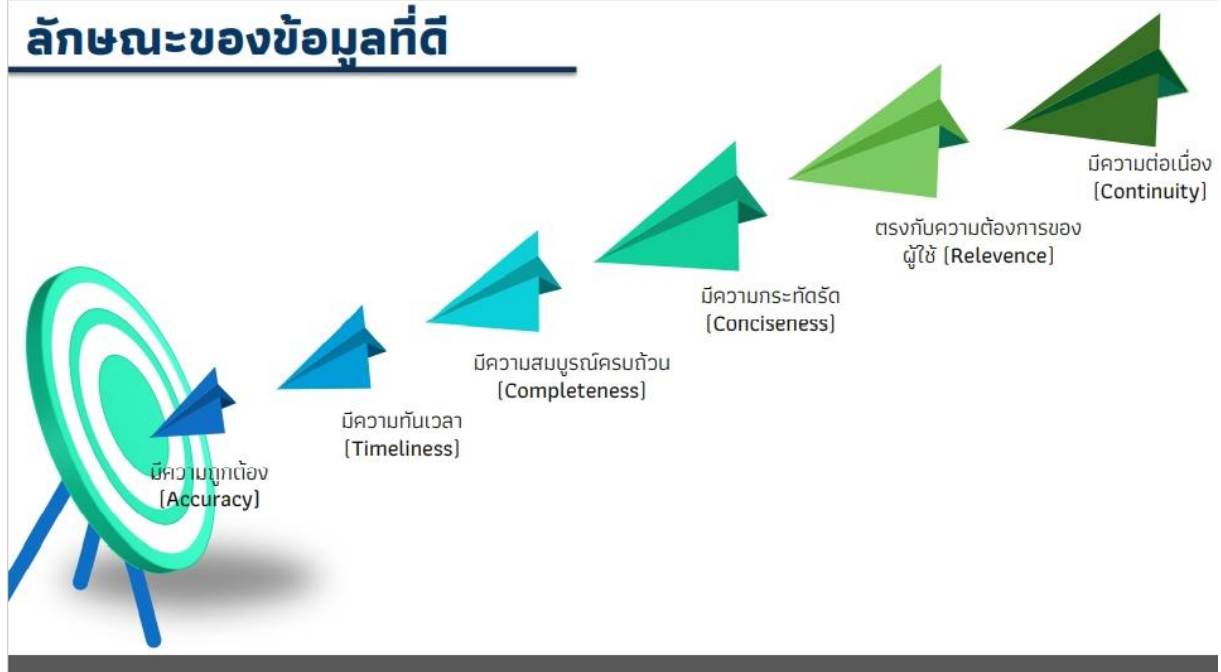 ลักษณะของข้อมูลที่ดี
มีความถูกต้อง
(Accuracy)
มีความทันเวลา
(Timeliness)
มีความสมบูรณ์ครบถ้วน
(Completeness)
มีความกระทัดรัด
(Conciseness)
ตรงกับความต้องการของ
ผู้ใช้ (Relevence)
มีความต่อเนื่อง
(Continuity)